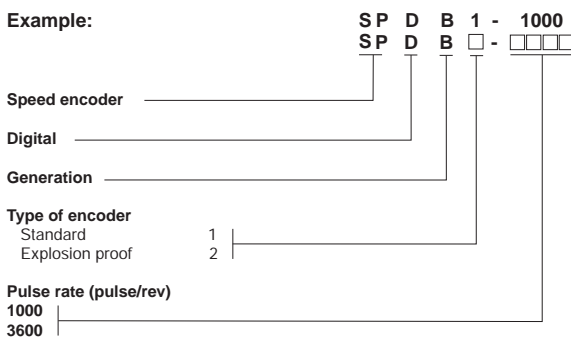 Example: SP D B 1 - 1000
SP D B □ - □□□□
Speed encoder
Digital
Generation
Type of encoder
Standard 1
Explosion proof 2
Pulse rate (pulse/rev)
1000
3600